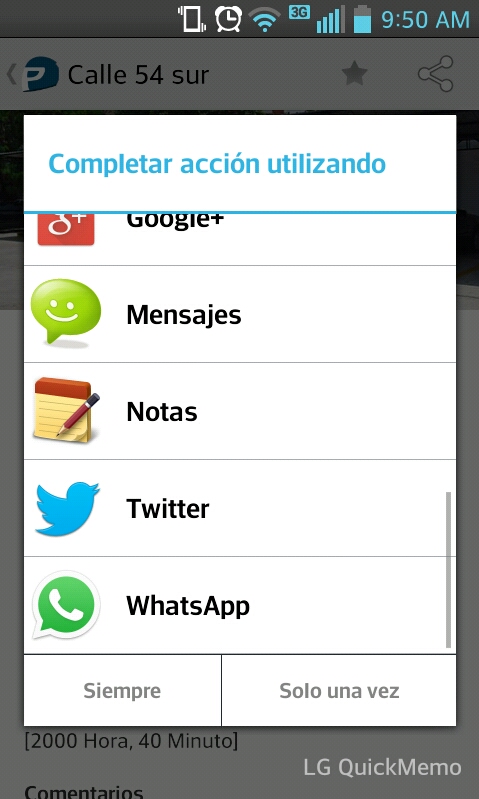 3G 9:50 AM
Calle 54 sur
Completar acción utilizando
Google+
Mensajes
Notas
Twitter
WhatsApp
Siempre Solo una vez
[2000 Hora, 40 Minuto]
LG QuickMemo
Comentarios